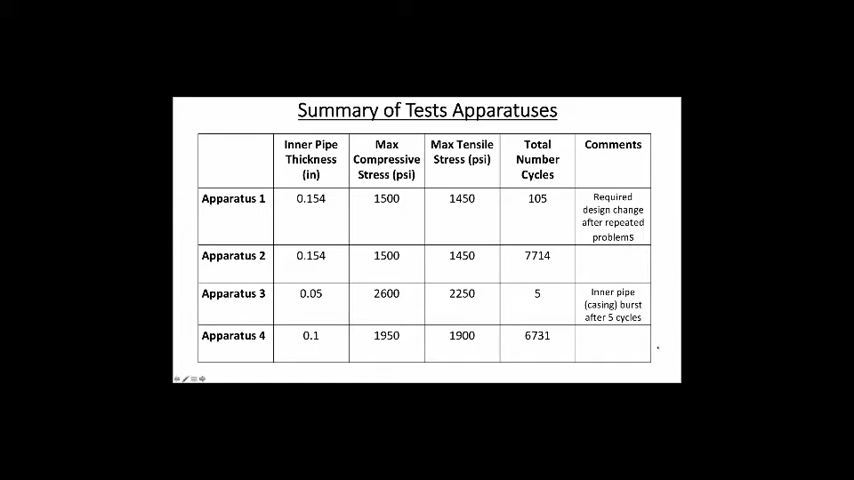 Summary of Tests Apparatuses
Inner Pipe Thickness (in) Max Compressive Stress (psi) Max Tensile Stress (psi) Total Number Cycles Comments
Apparatus 1 0.154 1500 1450 105 Required design change after repeated problems
Apparatus 2 0.154 1500 1450 7714
Apparatus 3 0.05 2600 2250 5 Inner pipe (casing) burst after 5 cycles
Apparatus 4 0.1 1950 1900 6731